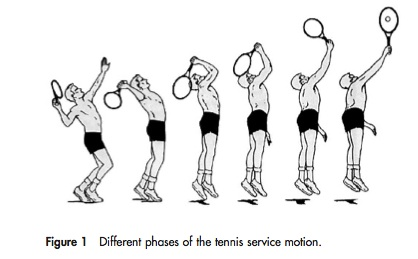 Figure 1 Different phases of the tennis service motion.